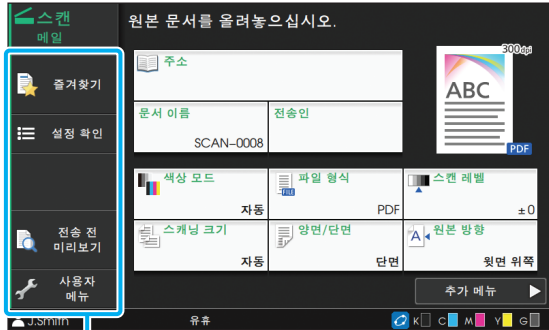 스캔
메일
원본 문서를 올려놓으십시오.
즐겨찾기
설정 확인
전송 전
미리보기
사용자
메뉴
주소
문서 이름
SCAN-0008
전송인
300dpi
ABC
PDF
색상 모드
자동
파일 형식
FILE
PDF
스캔 레벨
±0
스캐닝 크기
자동
양면/단면
단면
원본 방향
A
윗면 위쪽
추가 메뉴
J.Smith
유휴
K C M Y G